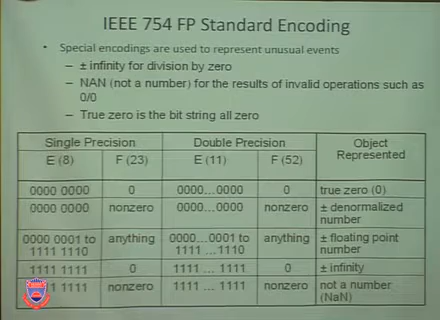 IEEE 754 FP Standard Encoding
• Special encodings are used to represent unusual events
– ± infinity for division by zero
– NAN (not a number) for the results of invalid operations such as
0/0
– True zero is the bit string all zero
Single Precision Double Precision Object
Represented
E (8) F (23) E (11) F (52)
0000 0000 0 0000...0000 0 true zero (0)
0000 0000 nonzero 0000...0000 nonzero ± denormalized
number
0000 0001 to anything 0000...0001 to anything ± floating point
1111 1110 1111 ...1110 number
1111 1111 0 1111 ... 1111 0 ± infinity
1111 nonzero 1111 ... 1111 nonzero not a number
(NaN)